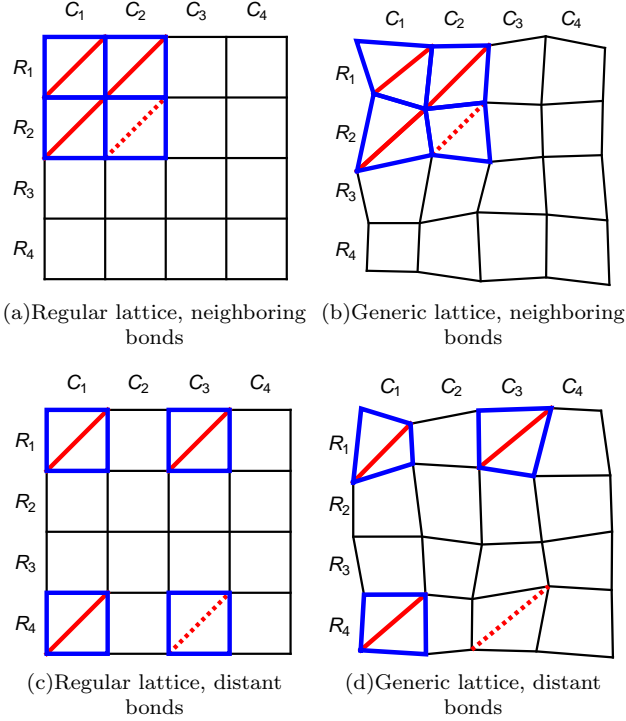 C1 C2 C3 C4
R1
R2
R3
R4
(a)Regular lattice, neighboring
bonds
C1 C2 C3 C4
R1
R2
R3
R4
(b)Generic lattice, neighboring
bonds
C1 C2 C3 C4
R1
R2
R3
R4
(c)Regular lattice, distant
bonds
C1 C2 C3 C4
R1
R2
R3
R4
(d)Generic lattice, distant
bonds